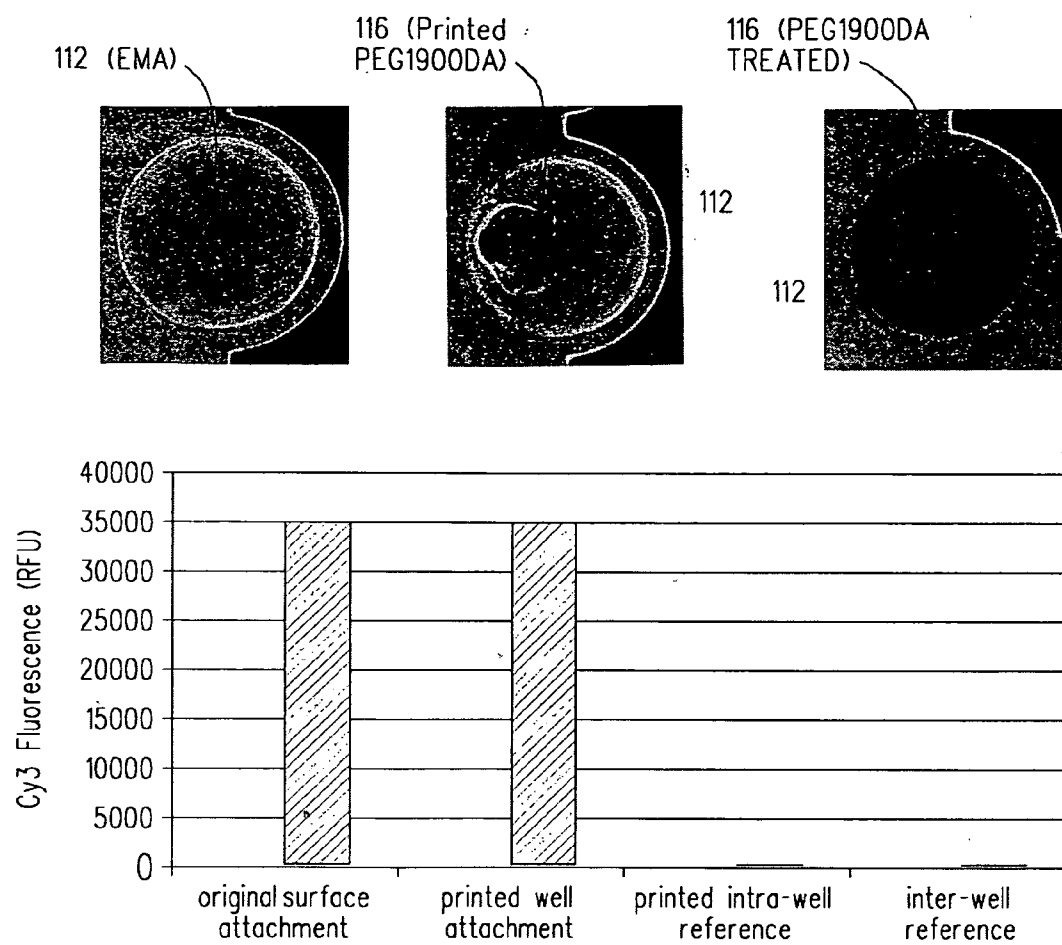 112 (EMA)
116 (Printed
PEG1900DA)
116 (PEG1900DA
TREATED)
112
112
Cy3 Fluorescence (RFU)
40000
35000
30000
25000
20000
15000
10000
5000
0
original surface
attachment
printed well
attachment
printed intra-well
reference
inter-well
reference